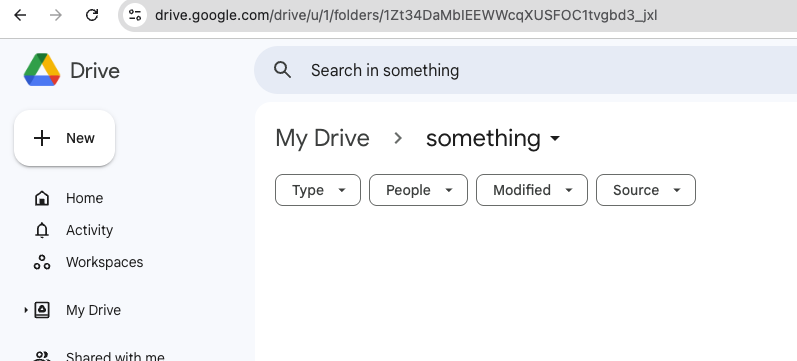 drive.google.com/drive/u/1/folders/1Zt34DaMbIEEWWcqXUSFOC1tvgbd3_jxl
Drive
Search in something
New
My Drive > something
Type People Modified Source
Home
Activity
Workspaces
My Drive
Shared with me